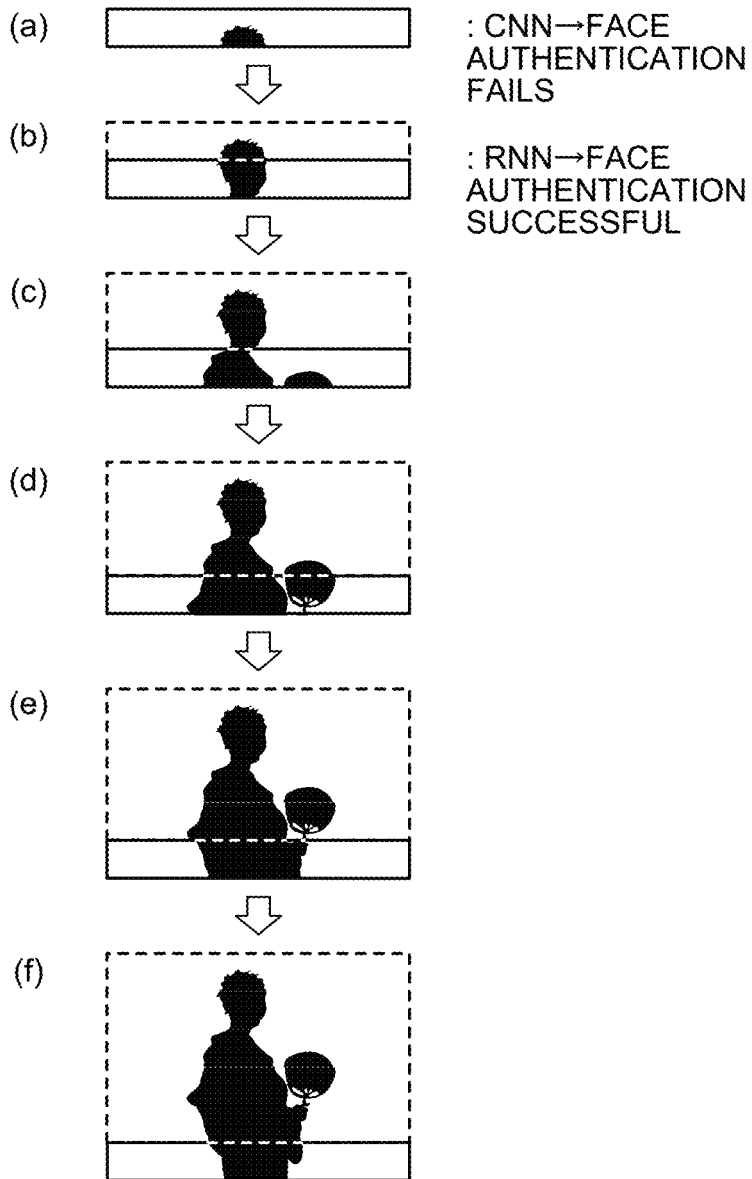 (a)
: CNN→FACE
AUTHENTICATION
FAILS
(b)
: RNN→FACE
AUTHENTICATION
SUCCESSFUL
(c)
(d)
(e)
(f)